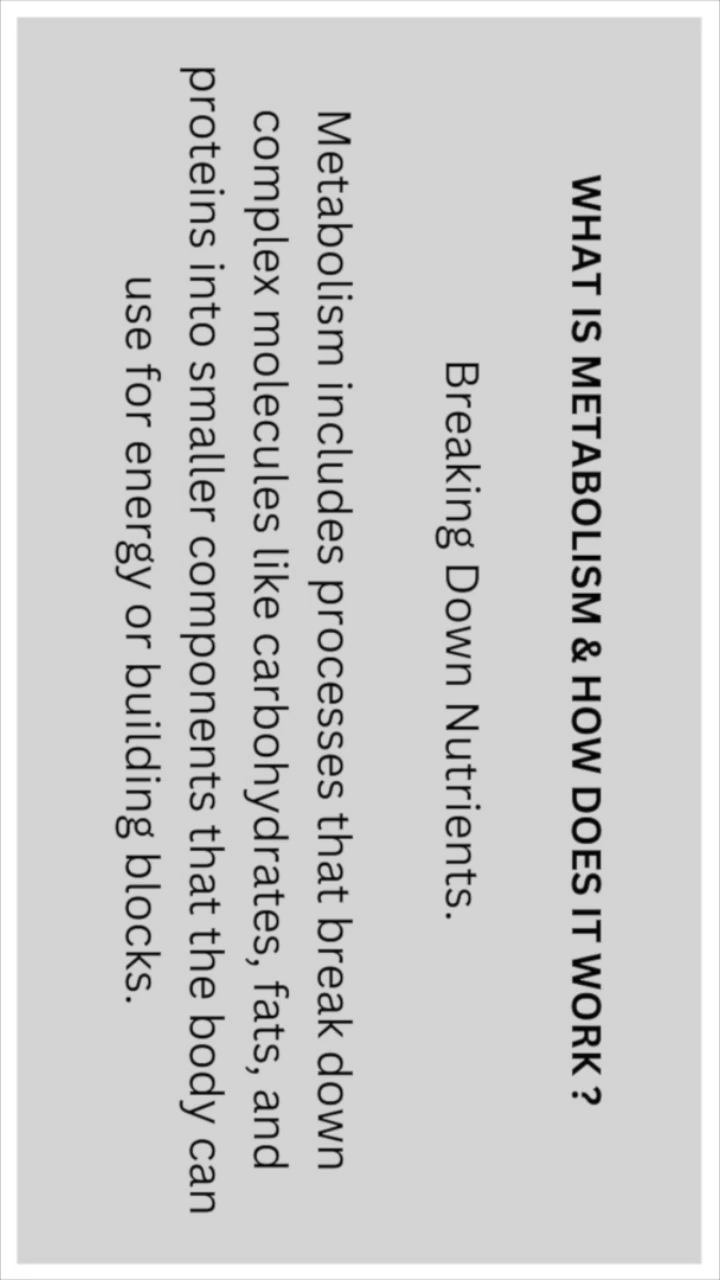 WHAT IS METABOLISM & HOW DOES IT WORK ?
Breaking Down Nutrients.
Metabolism includes processes that break down
complex molecules like carbohydrates, fats, and
proteins into smaller components that the body can
use for energy or building blocks.